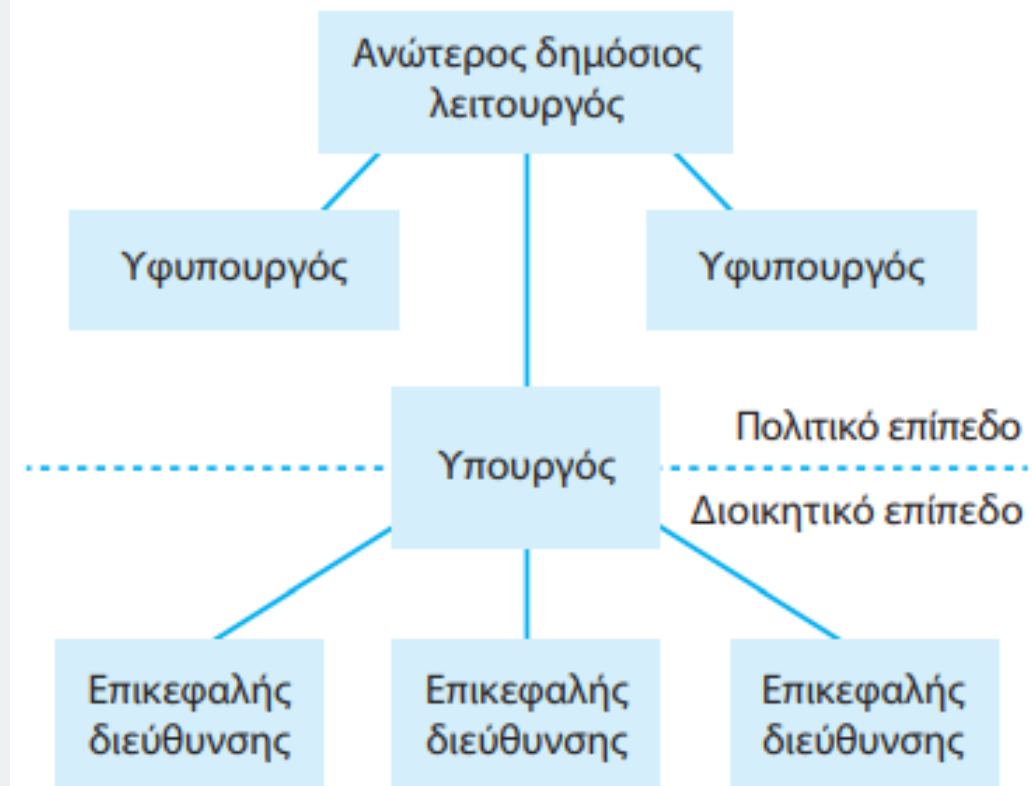 Ανώτερος δημόσιος
λειτουργός
Υφυπουργός
Υφυπουργός
Πολιτικό επίπεδο
Υπουργός
Διοικητικό επίπεδο
Επικεφαλής
διεύθυνσης
Επικεφαλής
διεύθυνσης
Επικεφαλής
διεύθυνσης